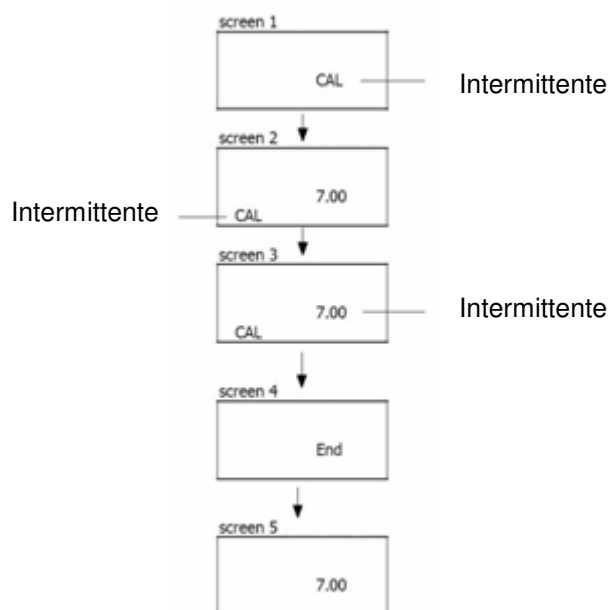 screen 1
CAL
Intermittente
screen 2
7.00
Intermittente
CAL
screen 3
7.00
Intermittente
CAL
screen 4
End
screen 5
7.00